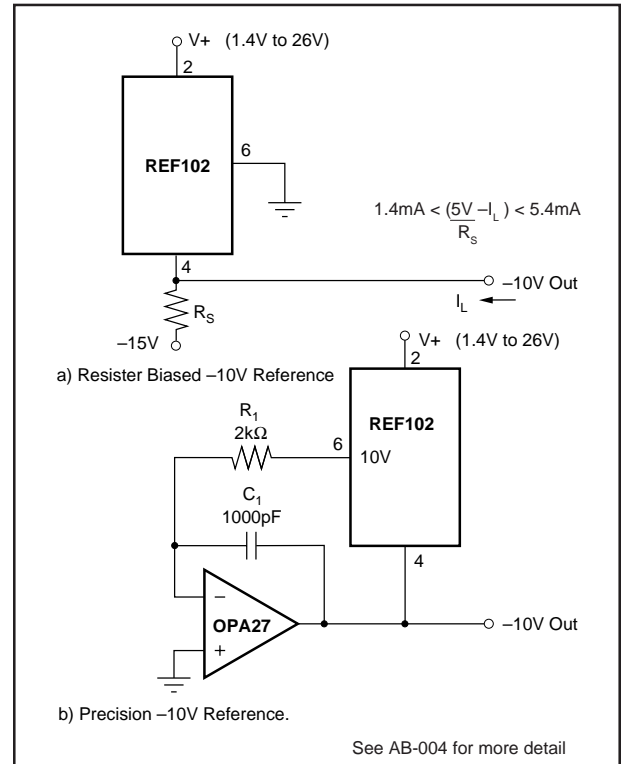 V+ (1.4V to 26V)
2
REF102
6
1.4mA < (5V –I_L) < 5.4mA
R_S
4
–10V Out
I_L
R_S
–15V
a) Resister Biased –10V Reference
V+ (1.4V to 26V)
2
R_1
2kΩ
6
REF102
10V
C_1
1000pF
4
–
OPA27
+
–10V Out
b) Precision –10V Reference.
See AB-004 for more detail